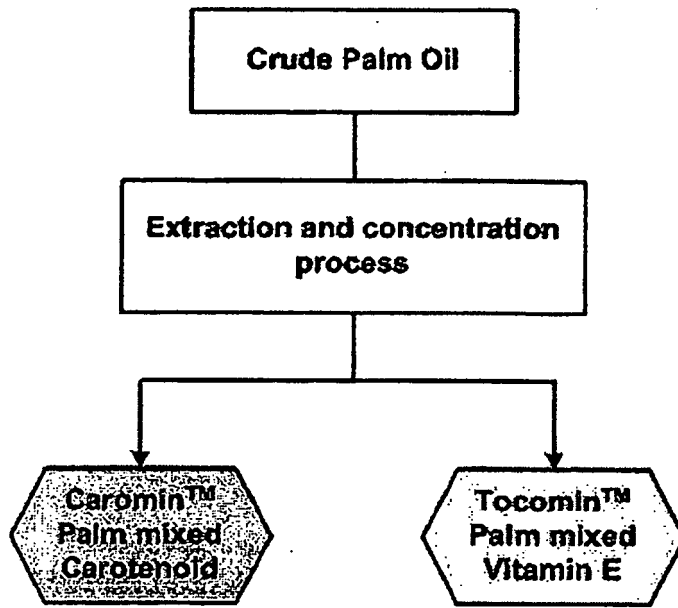 Crude Palm Oil
Extraction and concentration
process
Caromin™
Palm mixed
Carotenoid
Tocomin™
Palm mixed
Vitamin E